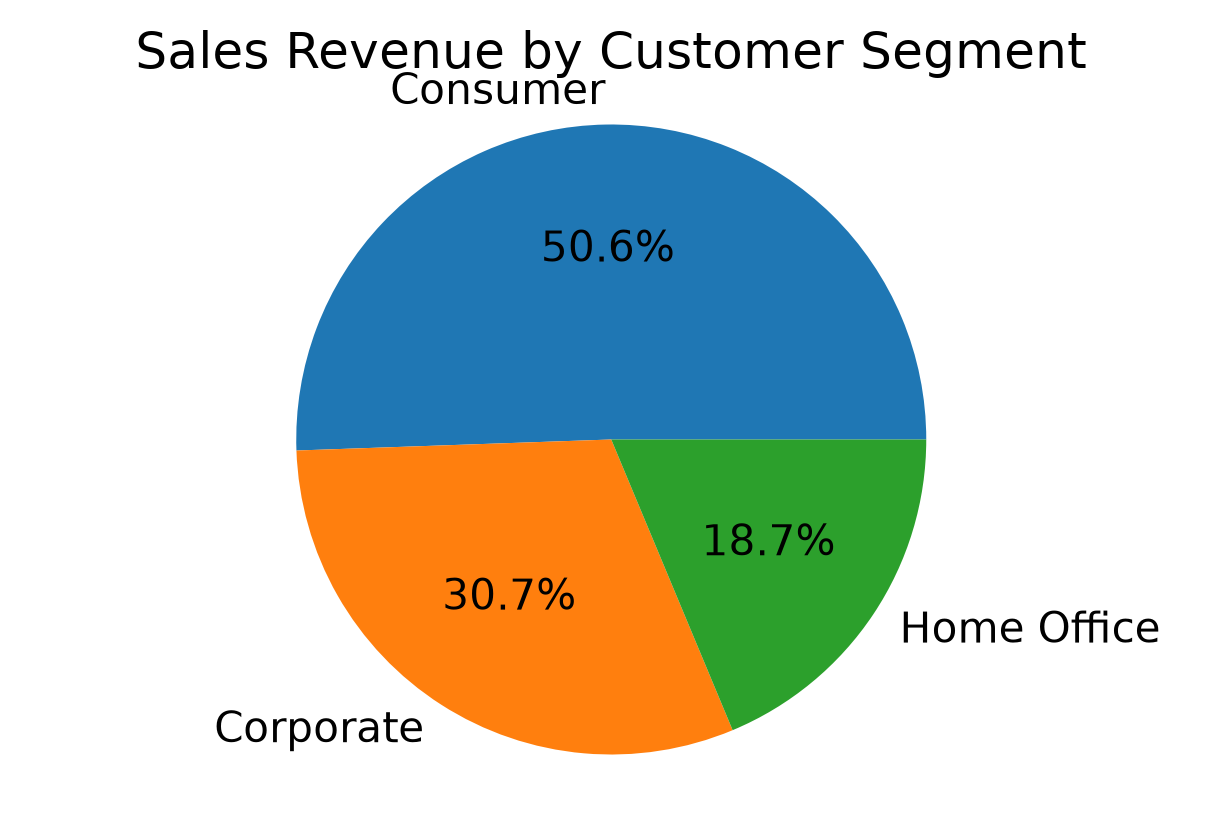 Sales Revenue by Customer Segment
Consumer
50.6%
18.7%
30.7%
Home Office
Corporate